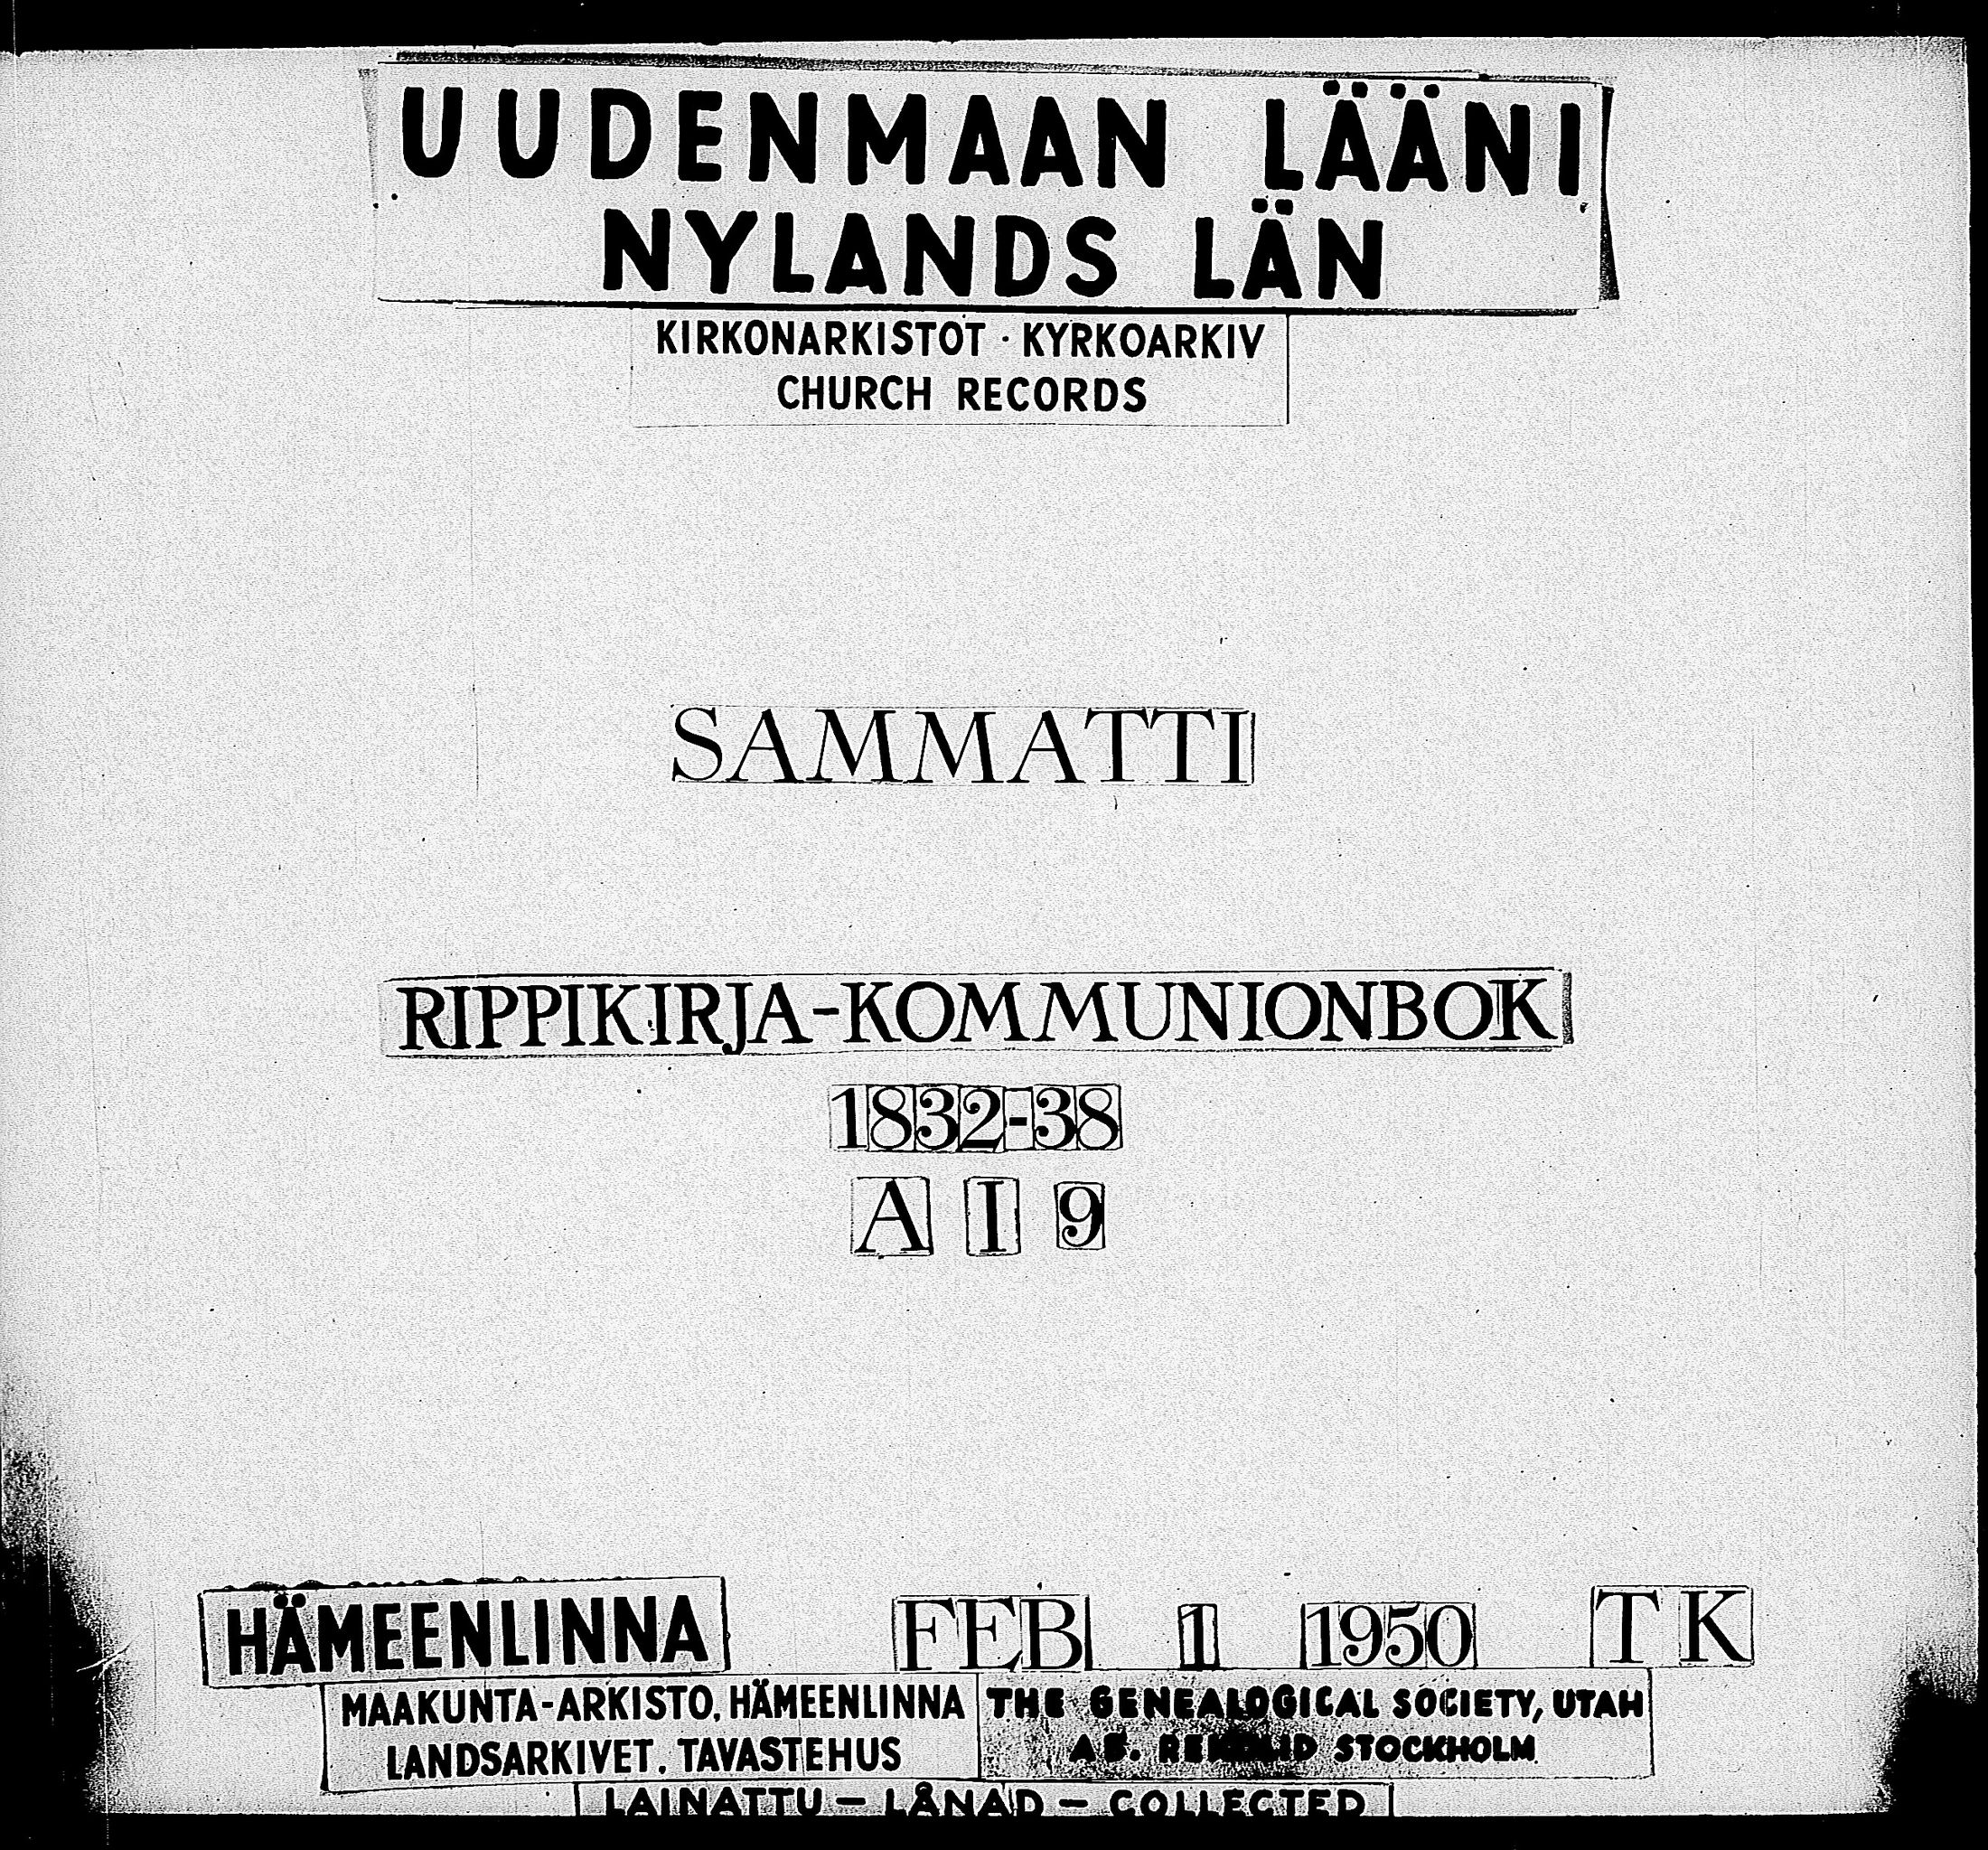 UUDENMAAN LÄÄNI
NYLANDS LÄN
KIRKONARKISTOT · KYRKOARKIV
CHURCH RECORDS
SAMMATTI
RIPPIKIRJA-KOMMUNIONBOK
1832-38
A I 9
HÄMEENLINNA FEB 1 1950 TK
MAAKUNTA-ARKISTO, HÄMEENLINNA
LANDSARKIVET. TAVASTEHUS
THE GENEALOGICAL SOCIETY, UTAH
AB. STOCKHOLM
LAINATTU — LÅNAD — COLLECTED